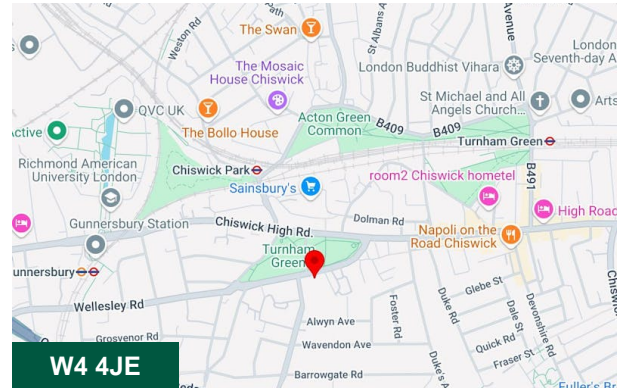 The Swan
St Albans A
Avenue
London
Seventh-day A
Weston Rd
London Buddhist Vihara
The Mosaic
House Chiswick
QVC UK
St Michael and All
Angels Church...
Arts
Active
The Bollo House
Acton Green
Common
B409
B409
Turnham Green
Richmond American
University London
Chiswick Park
Sainsbury's
room2 Chiswick hometel
B491
Gunnersbury Station
Chiswick High Rd.
Dolman Rd
High Road
Napoli on the
Road Chiswick
Turnham
Green
unnersbury
Wellesley Rd
Foster Rd
Duke Rd
Glebe St
Dale St
Devonshire Rd
Chiswi
Grosvenor Rd
Alwyn Ave
Wavendon Ave
Quick Rd
Fraser St
Barrowgate Rd
Duke's
Fuller's Br
W4 4JE